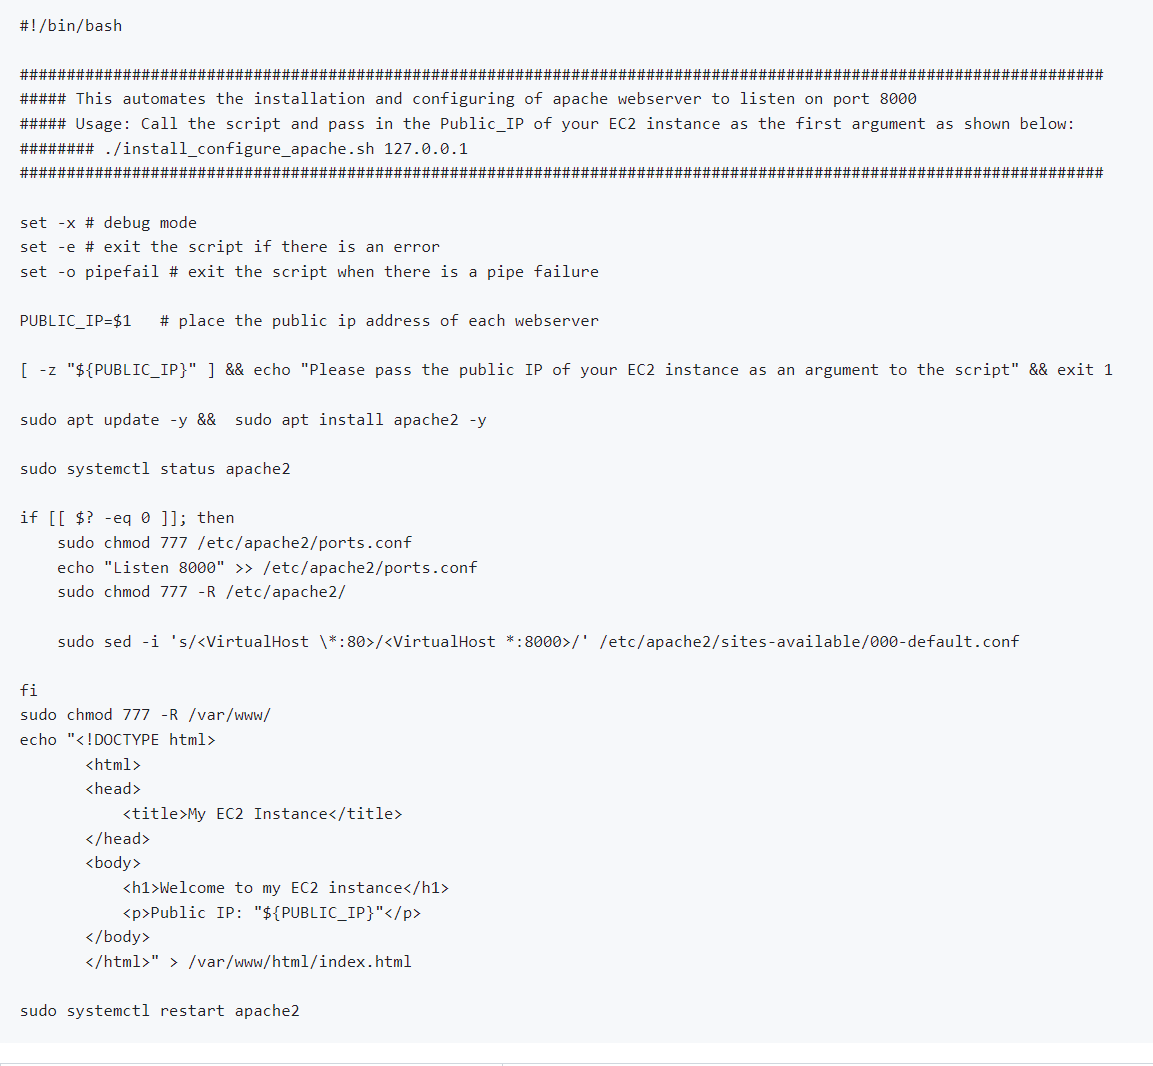 #!/bin/bash
####################################################################################################################
##### This automates the installation and configuring of apache webserver to listen on port 8000
##### Usage: Call the script and pass in the Public_IP of your EC2 instance as the first argument as shown below:
######## ./install_configure_apache.sh 127.0.0.1
####################################################################################################################
set -x # debug mode
set -e # exit the script if there is an error
set -o pipefail # exit the script when there is a pipe failure
PUBLIC_IP=$1   # place the public ip address of each webserver
[ -z "${PUBLIC_IP}" ] && echo "Please pass the public IP of your EC2 instance as an argument to the script" && exit 1
sudo apt update -y &&  sudo apt install apache2 -y
sudo systemctl status apache2
if [[ $? -eq 0 ]]; then
    sudo chmod 777 /etc/apache2/ports.conf
    echo "Listen 8000" >> /etc/apache2/ports.conf
    sudo chmod 777 -R /etc/apache2/
    sudo sed -i 's/<VirtualHost \*:80>/<VirtualHost *:8000>/' /etc/apache2/sites-available/000-default.conf
fi
sudo chmod 777 -R /var/www/
echo "<!DOCTYPE html>
       <html>
       <head>
           <title>My EC2 Instance</title>
       </head>
       <body>
           <h1>Welcome to my EC2 instance</h1>
           <p>Public IP: "${PUBLIC_IP}"</p>
       </body>
       </html>" > /var/www/html/index.html
sudo systemctl restart apache2